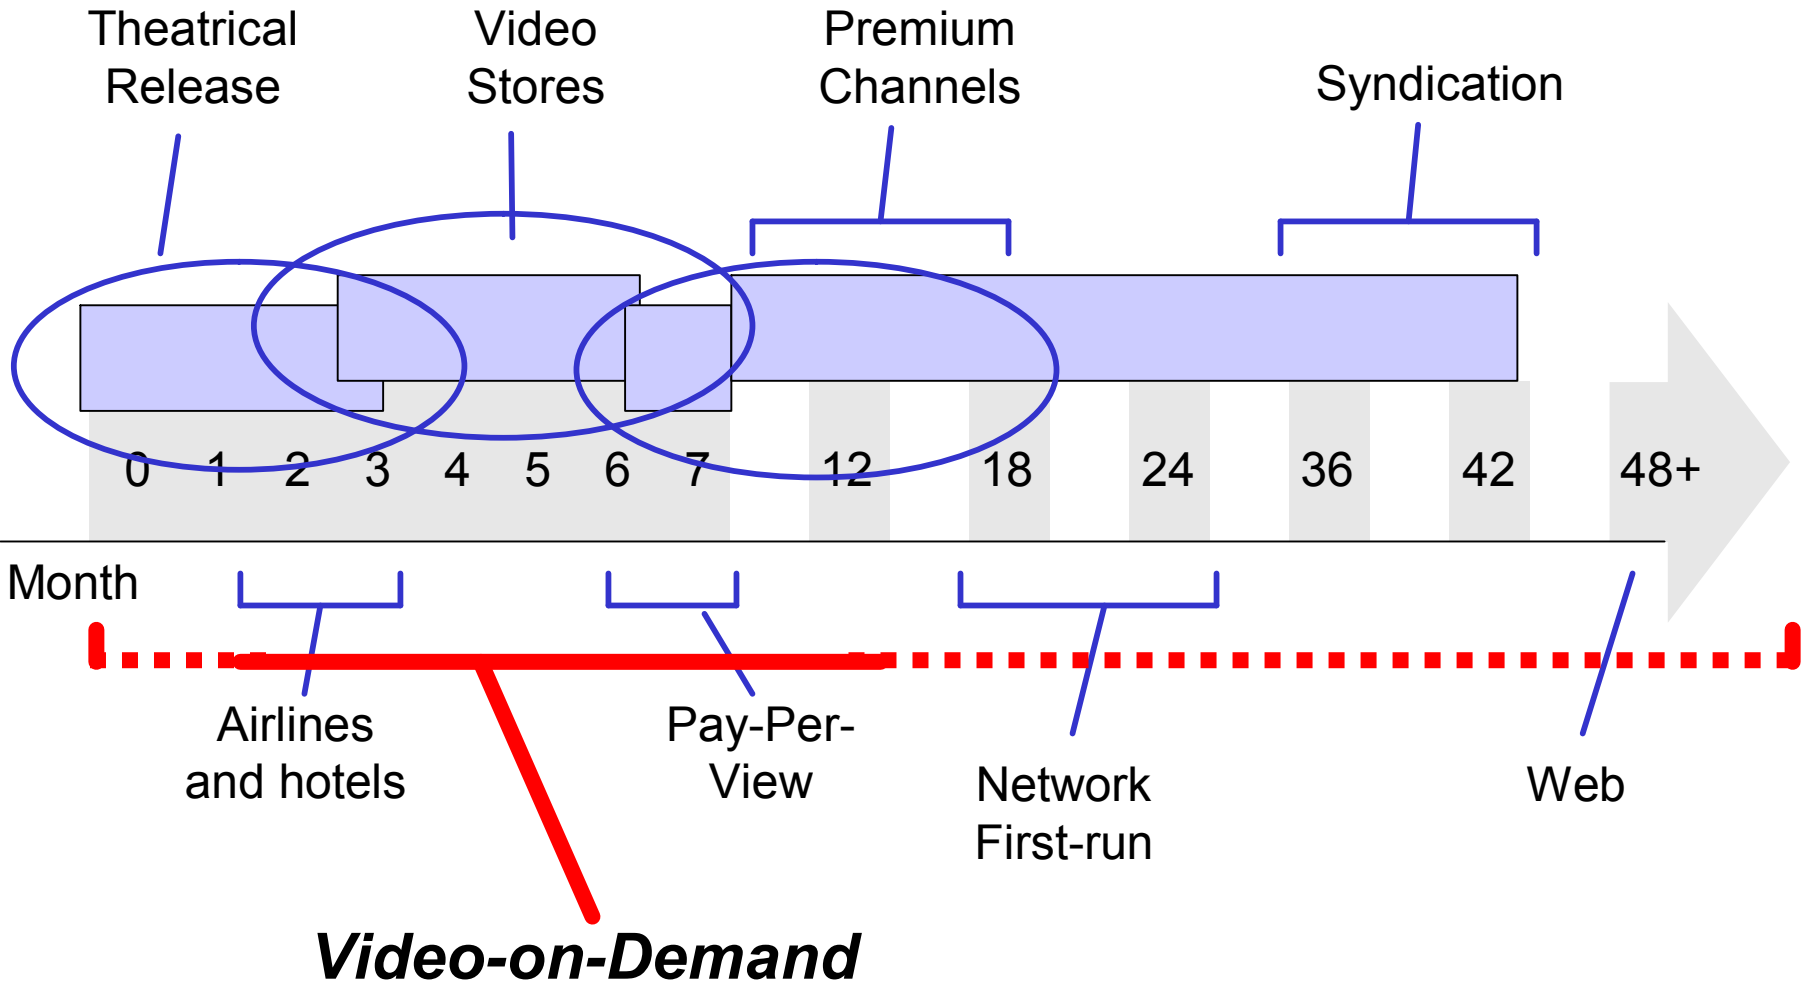 Theatrical
Release
Video
Stores
Premium
Channels
Syndication
0 1 2 3 4 5 6 7 12 18 24 36 42 48+
Month
Airlines
and hotels
Pay-Per-
View
Network
First-run
Web
Video-on-Demand